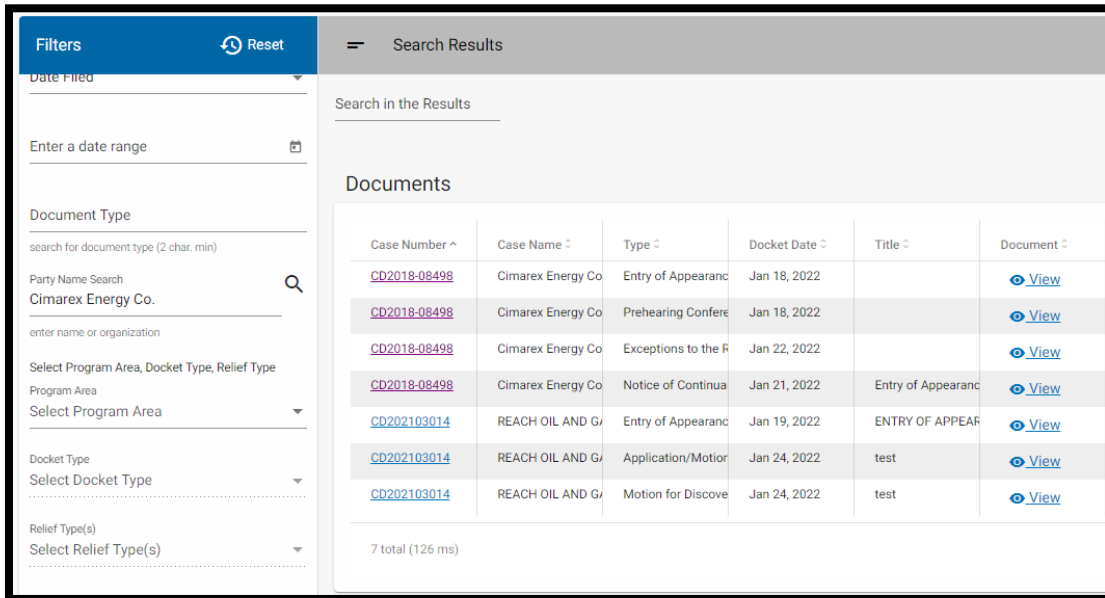 Filters Reset
Search Results
Date Filed
Search in the Results
Enter a date range
Documents
Document Type
search for document type (2 char. min)
Party Name Search
Cimarex Energy Co.
enter name or organization
Select Program Area, Docket Type, Relief Type
Program Area
Select Program Area
Docket Type
Select Docket Type
Relief Type(s)
Select Relief Type(s)
Case Number Case Name Type Docket Date Title Document
CD2018-08498 Cimarex Energy Co Entry of Appearanc Jan 18, 2022 View
CD2018-08498 Cimarex Energy Co Prehearing Confere Jan 18, 2022 View
CD2018-08498 Cimarex Energy Co Exceptions to the R Jan 22, 2022 View
CD2018-08498 Cimarex Energy Co Notice of Continua Jan 21, 2022 Entry of Appearanc View
CD202103014 REACH OIL AND GA Entry of Appearanc Jan 19, 2022 ENTRY OF APPEAR View
CD202103014 REACH OIL AND GA Application/Motion Jan 24, 2022 test View
CD202103014 REACH OIL AND GA Motion for Discove Jan 24, 2022 test View
7 total (126 ms)